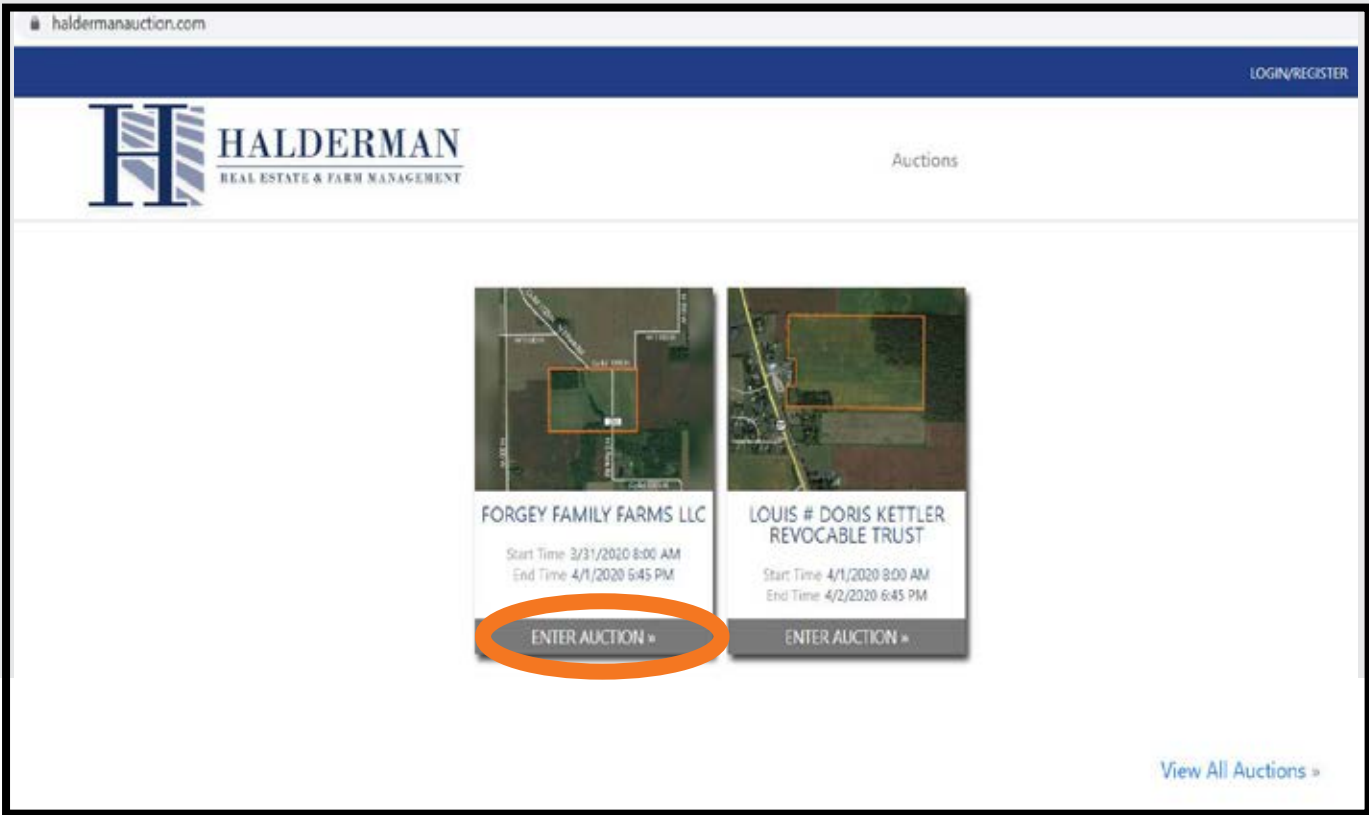 haldermanauction.com
LOGIN/REGISTER
HALDERMAN
REAL ESTATE & FARM MANAGEMENT
Auctions
FORGEY FAMILY FARMS LLC
Start Time 3/31/2020 8:00 AM
End Time 4/1/2020 6:45 PM
ENTER AUCTION »
LOUIS # DORIS KETTLER
REVOCABLE TRUST
Start Time 4/1/2020 8:00 AM
End Time 4/2/2020 6:45 PM
ENTER AUCTION »
View All Auctions »